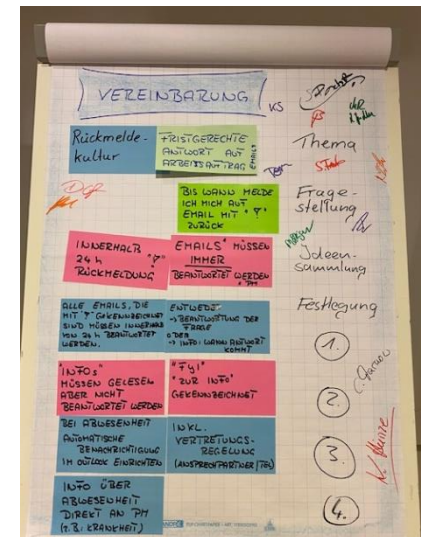 VEREINBARUNG
KS
Rückmelde-
kultur
FRISTGERECHTE
ANTWORT AUF
ARBEITSAUFTRAG
EMAILS
Thema
BIS WANN MELDE
ICH MICH AUF
EMAIL MIT "?"
ZURÜCK
Frage-
stellung
INNERHALB "?"
24 h
RÜCKMELDUNG
EMAILS" MÜSSEN
IMMER
BEANTWORTET WERDEN
PM
Ideen-
sammlung
ALLE EMAILS, DIE
MIT "?" GEKENNZEICHNET
SIND MÜSSEN INNERHALB
VON 24 h BEANTWORTET
WERDEN.
ENTWEDER
→ BEANTWORTUNG DER
FRAGE
ODER
→ INFO: WANN ANTWORT
KOMMT
Festlegung
1.
"INFOs"
MÜSSEN GELESEN
ABER NICHT
BEANTWORTET WERDEN
"FYI"
"ZUR INFO"
GEKENNZEICHNET
2.
BEI ABWESENHEIT
AUTOMATISCHE
BENACHRICHTIGUNG
IM OUTLOOK EINRICHTEN
INKL.
VERTRETUNGS-
REGELUNG
(ANSPRECHPARTNER/TEL)
3.
INFO ÜBER
ABWESENHEIT
DIREKT AN PM
(z.B.: KRANKHEIT)
4.